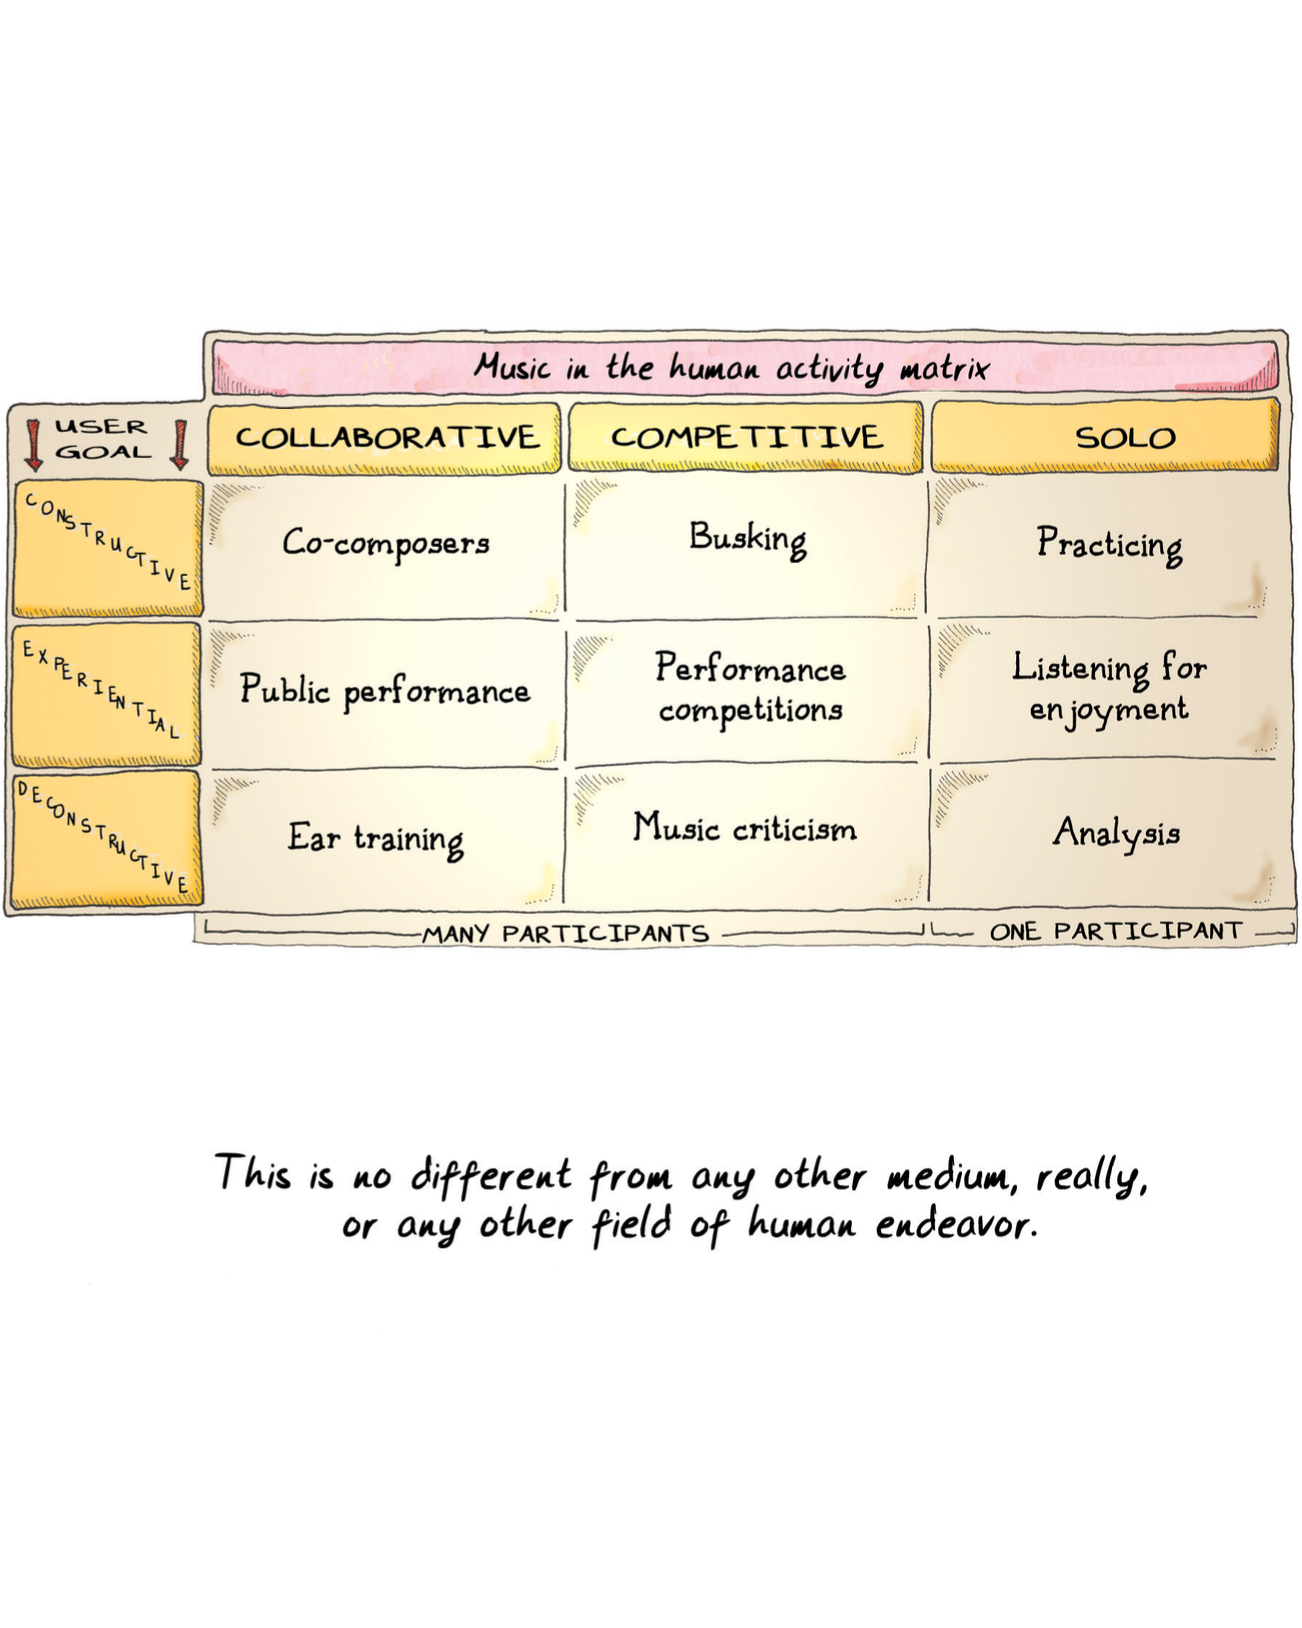 Music in the human activity matrix
USER
GOAL
COLLABORATIVE
COMPETITIVE
SOLO
CONSTRUCTIVE
Co-composers
Busking
Practicing
EXPERIENTIAL
Public performance
Performance
competitions
Listening for
enjoyment
DECONSTRUCTIVE
Ear training
Music criticism
Analysis
MANY PARTICIPANTS
ONE PARTICIPANT
This is no different from any other medium, really,
or any other field of human endeavor.